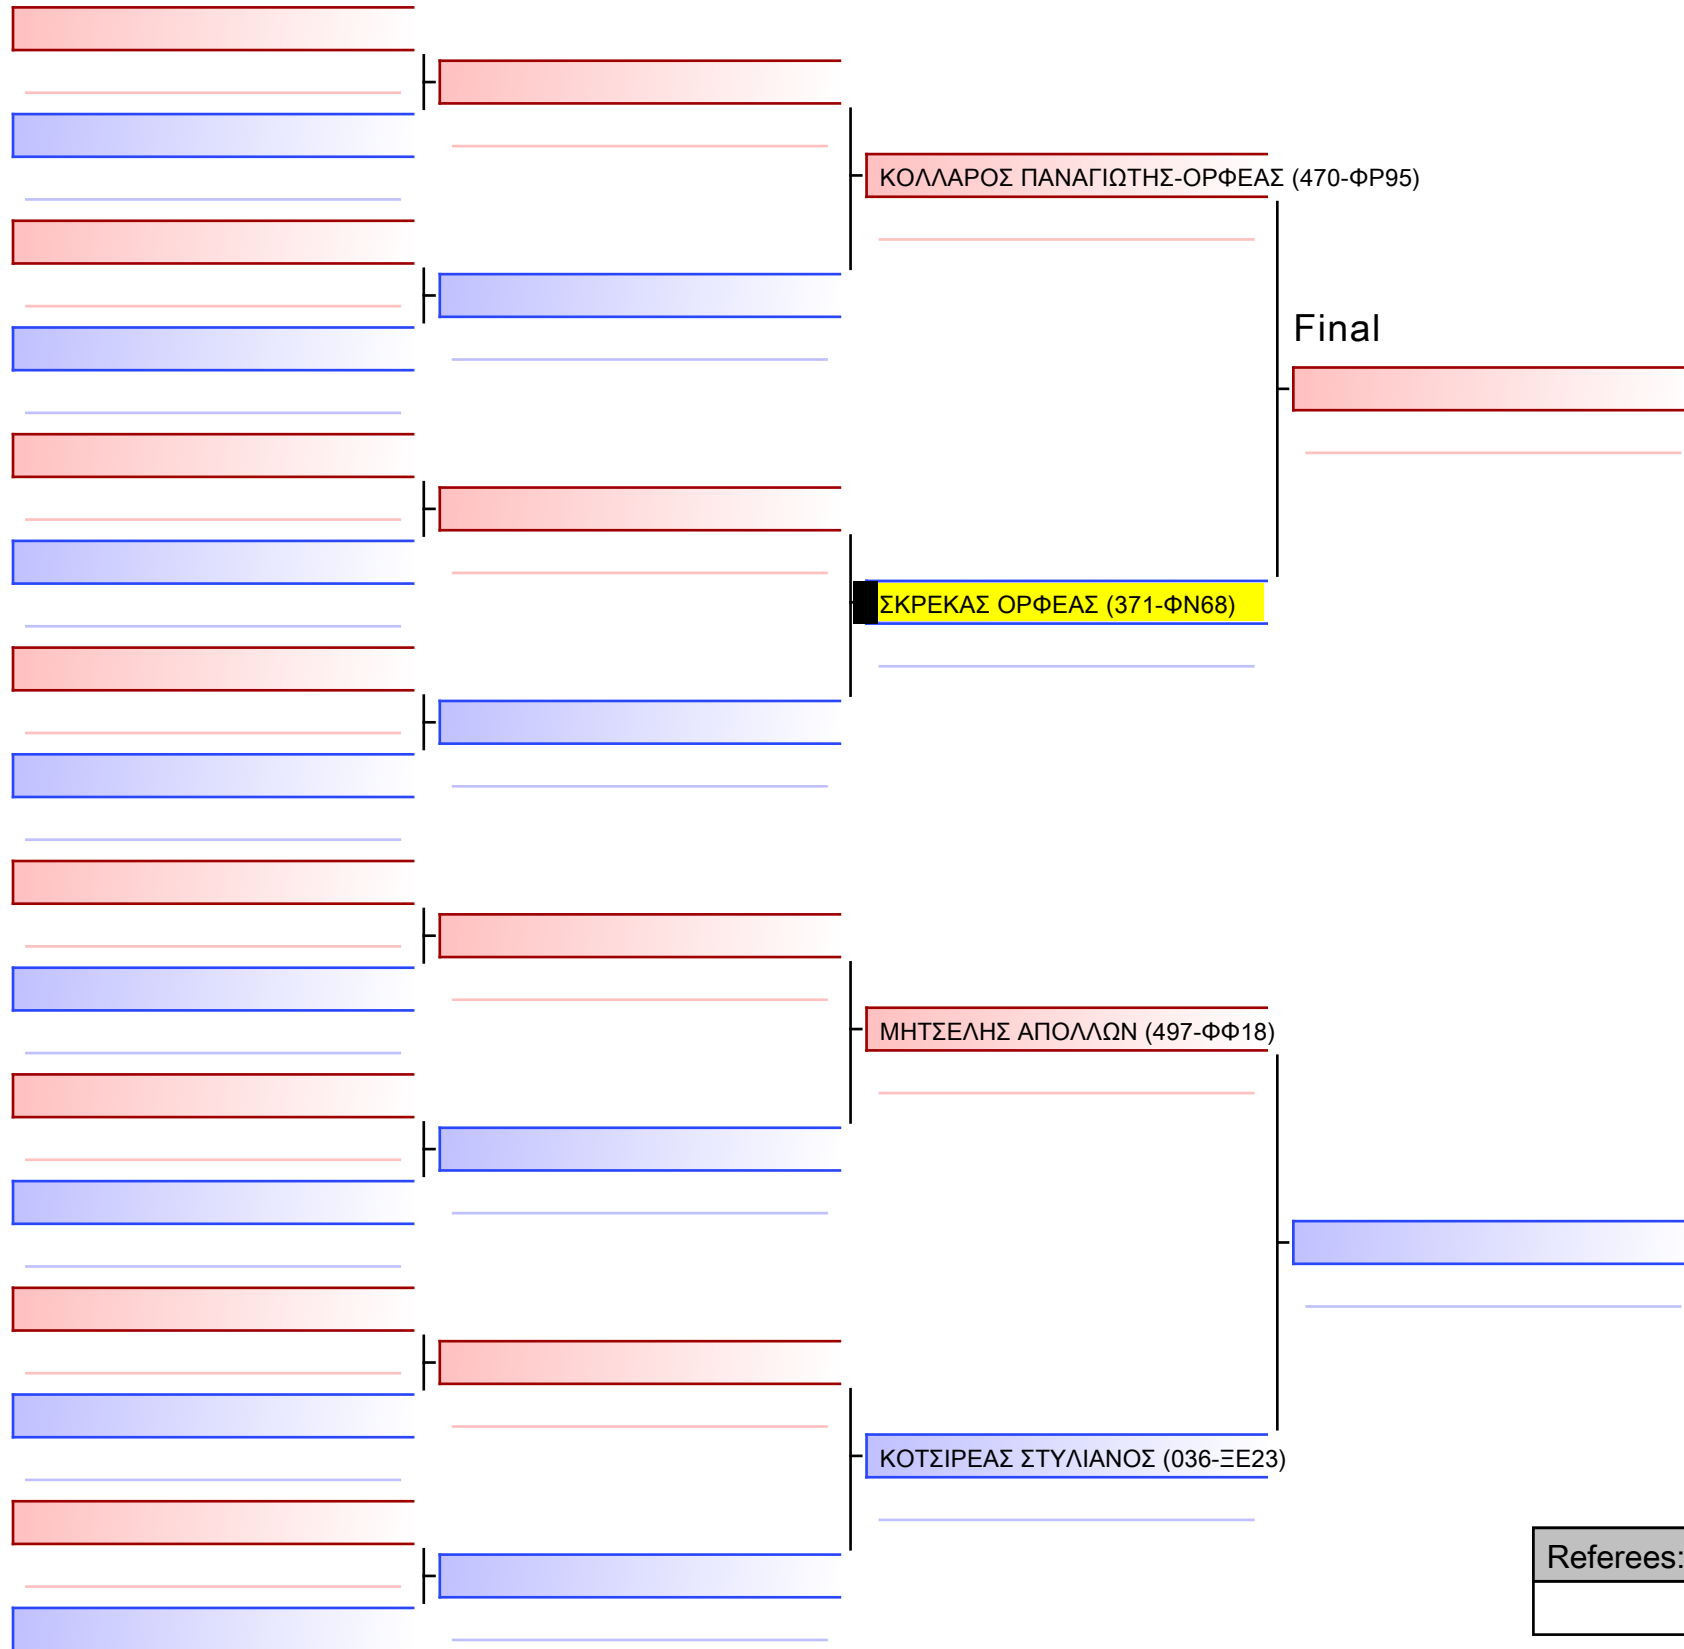 ΚΟΛΛΑΡΟΣ ΠΑΝΑΓΙΩΤΗΣ-ΟΡΦΕΑΣ (470-ΦΡ95)
Final
ΣΚΡΕΚΑΣ ΟΡΦΕΑΣ (371-ΦΝ68)
ΜΗΤΣΕΛΗΣ ΑΠΟΛΛΩΝ (497-ΦΦ18)
ΚΟΤΣΙΡΕΑΣ ΣΤΥΛΙΑΝΟΣ (036-ΞΕ23)
Referees: